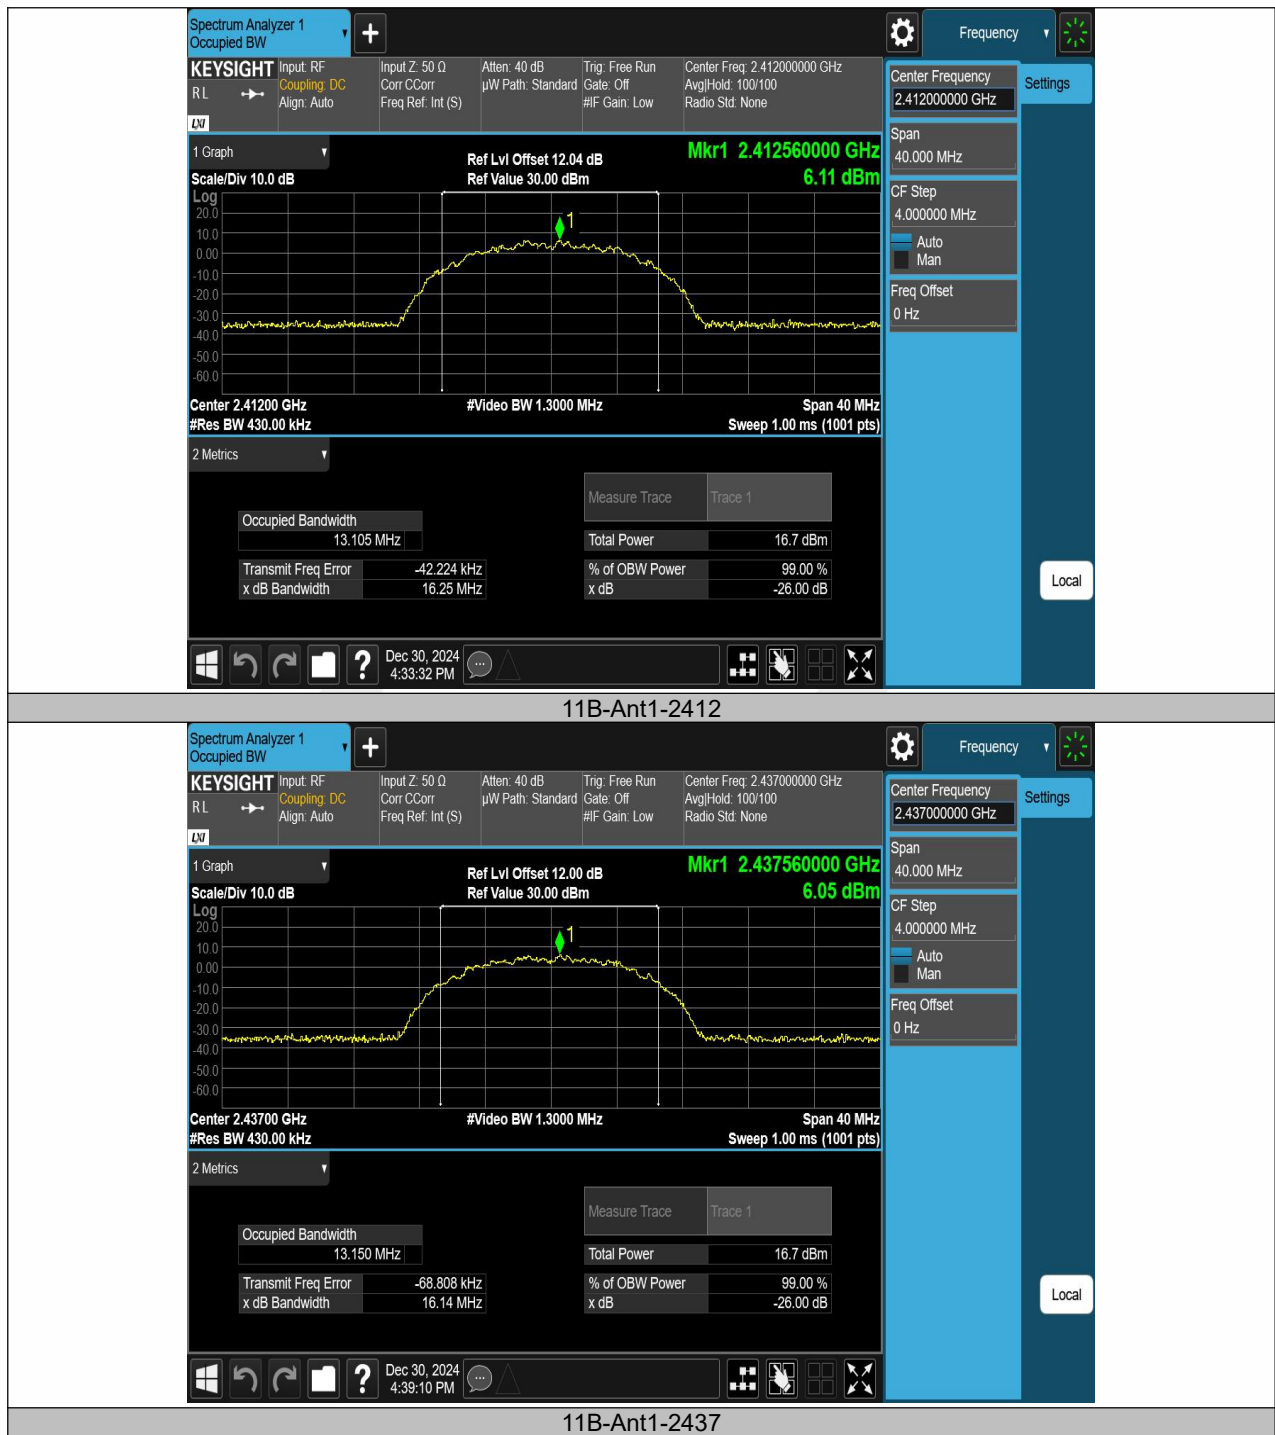 Spectrum Analyzer 1
Occupied BW
+
Frequency
KEYSIGHT
R L
LXI
Input: RF
Coupling: DC
Align: Auto
Input Z: 50 Ω
Corr CCorr
Freq Ref: Int (S)
Atten: 40 dB
µW Path: Standard
Trig: Free Run
Gate: Off
#IF Gain: Low
Center Freq: 2.412000000 GHz
Avg|Hold: 100/100
Radio Std: None
Center Frequency
2.412000000 GHz
Settings
Span
40.000 MHz
CF Step
4.000000 MHz
Auto
Man
Freq Offset
0 Hz
Local
1 Graph
Scale/Div 10.0 dB
Ref Lvl Offset 12.04 dB
Ref Value 30.00 dBm
Mkr1 2.412560000 GHz
6.11 dBm
Log
20.0
10.0
0.00
-10.0
-20.0
-30.0
-40.0
-50.0
-60.0
1
Center 2.41200 GHz
#Res BW 430.00 kHz
#Video BW 1.3000 MHz
Span 40 MHz
Sweep 1.00 ms (1001 pts)
2 Metrics
Measure Trace Trace 1
Occupied Bandwidth
13.105 MHz
Total Power 16.7 dBm
Transmit Freq Error -42.224 kHz
% of OBW Power 99.00 %
x dB Bandwidth 16.25 MHz
x dB -26.00 dB
?
Dec 30, 2024
4:33:32 PM
11B-Ant1-2412
Spectrum Analyzer 1
Occupied BW
+
Frequency
KEYSIGHT
R L
LXI
Input: RF
Coupling: DC
Align: Auto
Input Z: 50 Ω
Corr CCorr
Freq Ref: Int (S)
Atten: 40 dB
µW Path: Standard
Trig: Free Run
Gate: Off
#IF Gain: Low
Center Freq: 2.437000000 GHz
Avg|Hold: 100/100
Radio Std: None
Center Frequency
2.437000000 GHz
Settings
Span
40.000 MHz
CF Step
4.000000 MHz
Auto
Man
Freq Offset
0 Hz
Local
1 Graph
Scale/Div 10.0 dB
Ref Lvl Offset 12.00 dB
Ref Value 30.00 dBm
Mkr1 2.437560000 GHz
6.05 dBm
Log
20.0
10.0
0.00
-10.0
-20.0
-30.0
-40.0
-50.0
-60.0
1
Center 2.43700 GHz
#Res BW 430.00 kHz
#Video BW 1.3000 MHz
Span 40 MHz
Sweep 1.00 ms (1001 pts)
2 Metrics
Measure Trace Trace 1
Occupied Bandwidth
13.150 MHz
Total Power 16.7 dBm
Transmit Freq Error -68.808 kHz
% of OBW Power 99.00 %
x dB Bandwidth 16.14 MHz
x dB -26.00 dB
?
Dec 30, 2024
4:39:10 PM
11B-Ant1-2437